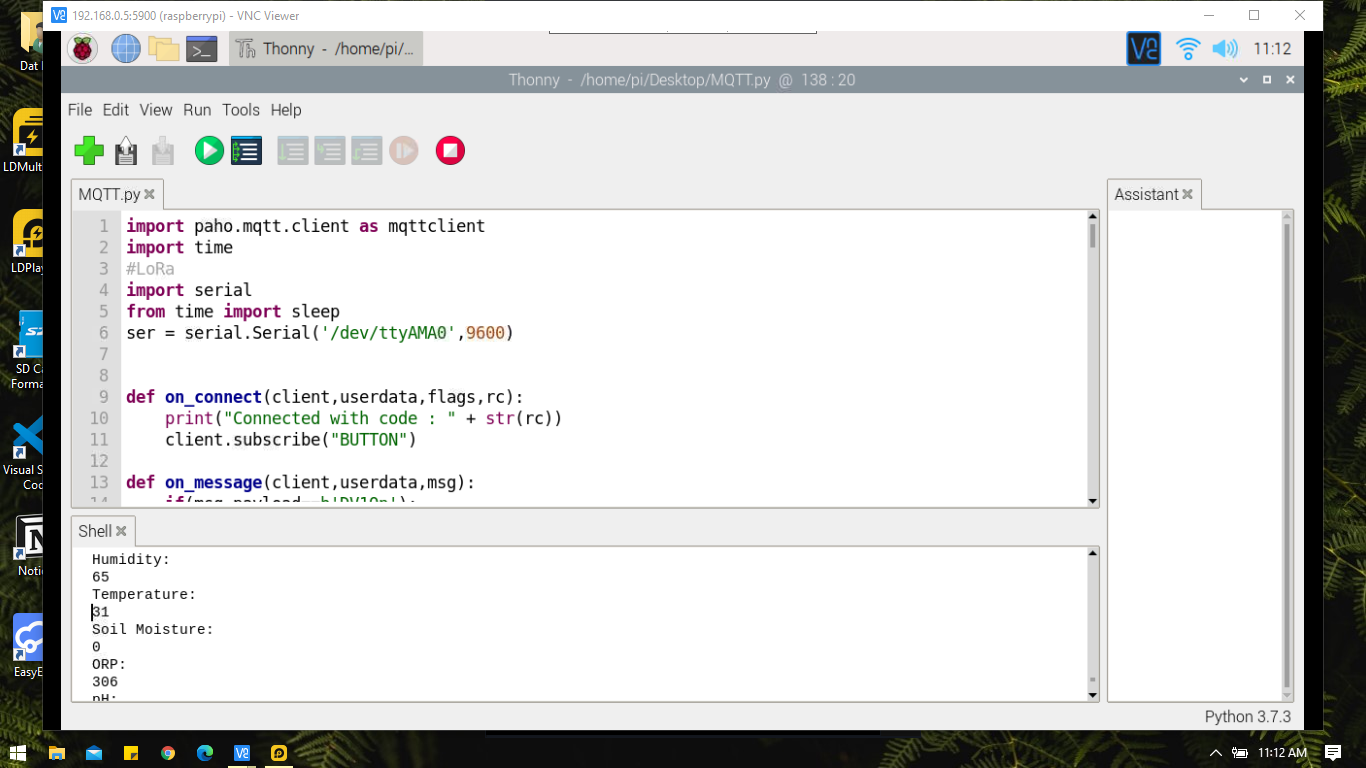 192.168.0.5:5900 (raspberrypi) - VNC Viewer
Thonny - /home/pi/...
11:12
Thonny - /home/pi/Desktop/MQTT.py @ 138 : 20
File Edit View Run Tools Help
MQTT.py
1 import paho.mqtt.client as mqttclient
2 import time
3 #LoRa
4 import serial
5 from time import sleep
6 ser = serial.Serial('/dev/ttyAMA0',9600)
7
8
9 def on_connect(client,userdata,flags,rc):
10 print("Connected with code : " + str(rc))
11 client.subscribe("BUTTON")
12
13 def on_message(client,userdata,msg):
Assistant
Shell
Humidity:
65
Temperature:
31
Soil Moisture:
0
ORP:
306
pH:
Python 3.7.3
Dat
LDMult
LDPlay
SD Ca
Forma
Visual S
Coc
Noti
EasyE
11:12 AM